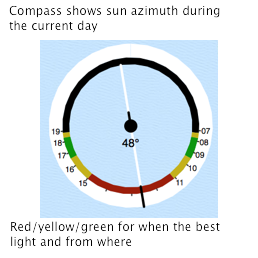 Compass shows sun azimuth during
the current day
48°
19 07
18 08
17 09
16 10
15 11
Red/yellow/green for when the best
light and from where